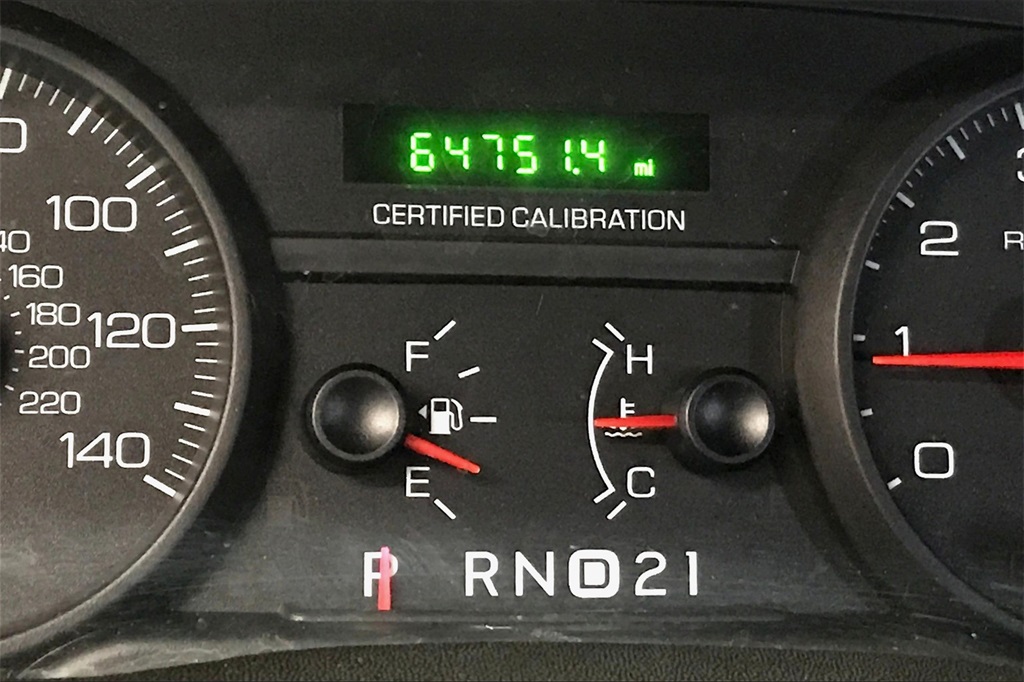 64751.4 mi
CERTIFIED CALIBRATION
100
120
140
160
180
200
220
F
E
H
C
P RND21
2
1
0